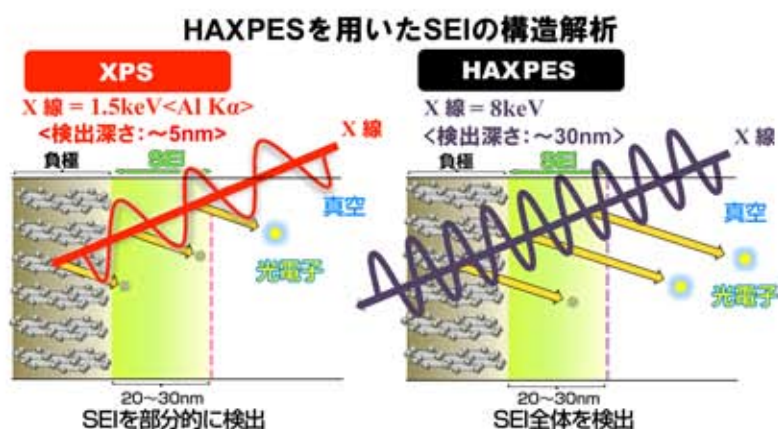 HAXPESを用いたSEIの構造解析
XPS
X 線 = 1.5keV<Al Kα>
<検出深さ:~5nm>
X 線
負極
SEI
真空
光電子
20~30nm
SEIを部分的に検出
HAXPES
X 線 = 8keV
<検出深さ:~30nm>
X 線
負極
SEI
真空
光電子
20~30nm
SEI全体を検出